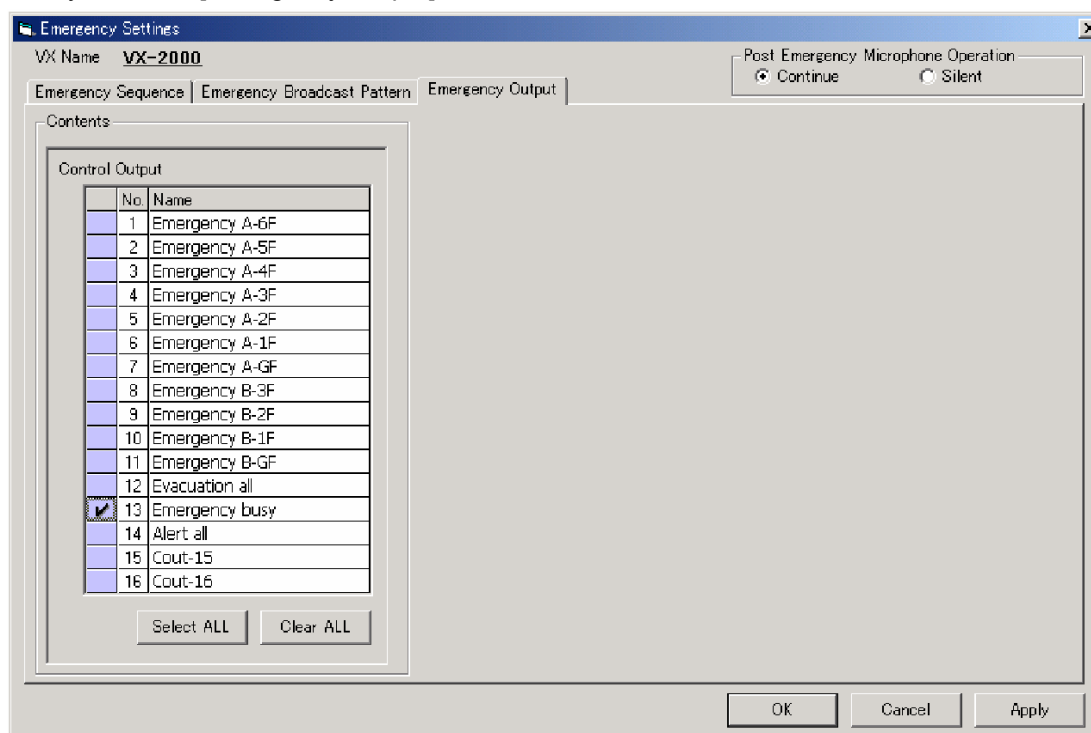 Emergency Settings
VX Name VX-2000
Post Emergency Microphone Operation
Continue Silent
Emergency Sequence Emergency Broadcast Pattern Emergency Output
Contents
Control Output
No. Name
1 Emergency A-6F
2 Emergency A-5F
3 Emergency A-4F
4 Emergency A-3F
5 Emergency A-2F
6 Emergency A-1F
7 Emergency A-GF
8 Emergency B-3F
9 Emergency B-2F
10 Emergency B-1F
11 Emergency B-GF
12 Evacuation all
13 Emergency busy
14 Alert all
15 Cout-15
16 Cout-16
Select ALL Clear ALL
OK Cancel Apply